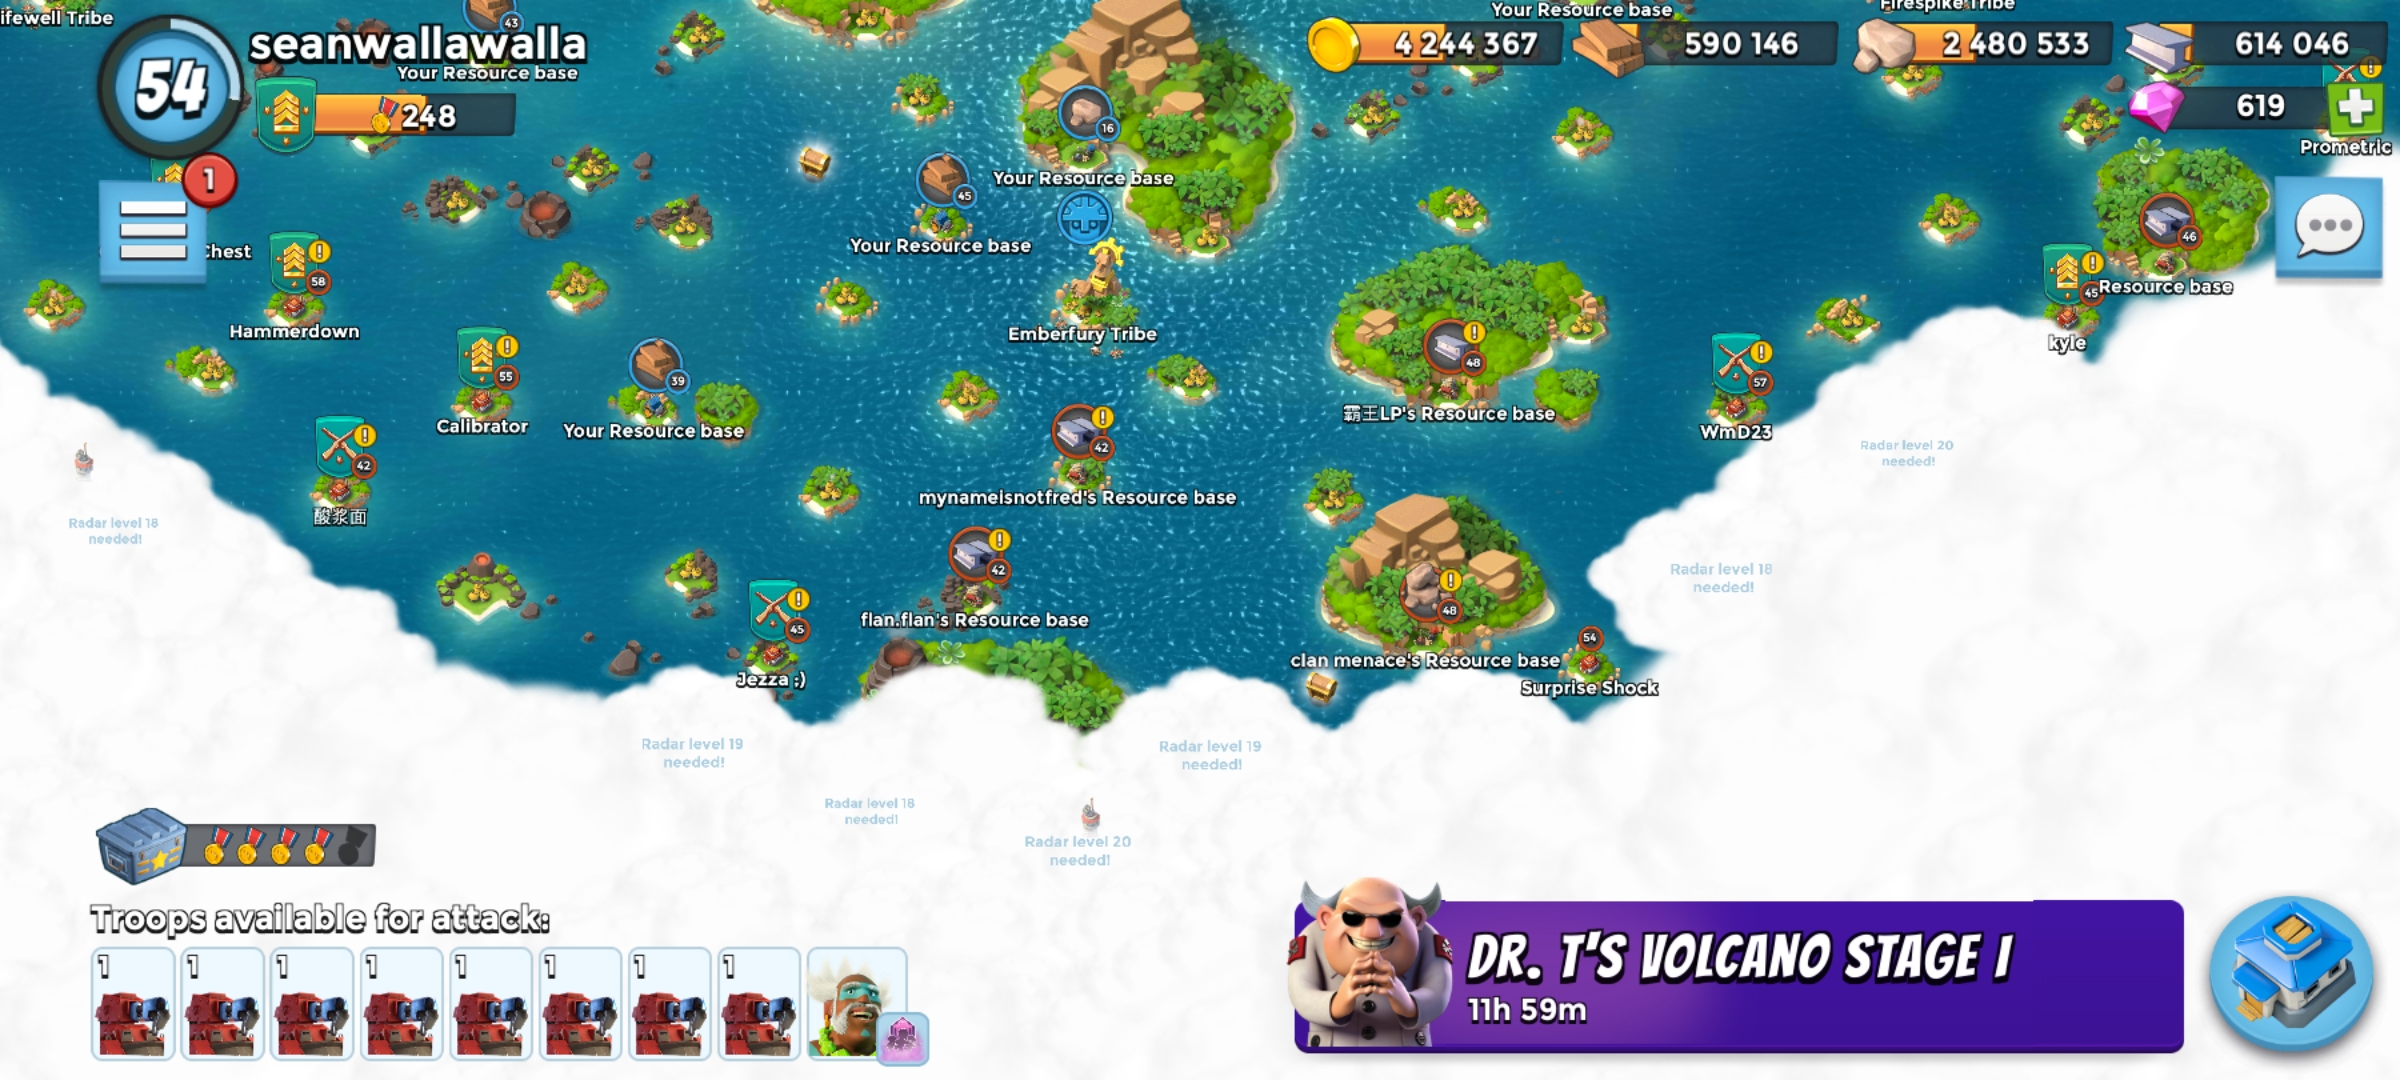 ifewell Tribe
43
Your Resource base
Firespike Tribe
54
seanwallawalla
Your Resource base
248
4 244 367
590 146
2 480 533
614 046
619
Prometric
1
Chest
16
Your Resource base
45
Your Resource base
58
Hammerdown
Emberfury Tribe
46
Resource base
45
kyle
55
Calibrator
39
Your Resource base
48
霸王LP's Resource base
57
WmD23
42
酸浆面
42
mynameisnotfred's Resource base
Radar level 20
needed!
Radar level 18
needed!
42
flan.flan's Resource base
45
Jezza ;)
48
clan menace's Resource base
54
Surprise Shock
Radar level 18
needed!
Radar level 19
needed!
Radar level 19
needed!
Radar level 18
needed!
Radar level 20
needed!
Troops available for attack:
1 1 1 1 1 1 1 1
DR. T'S VOLCANO STAGE I
11h 59m